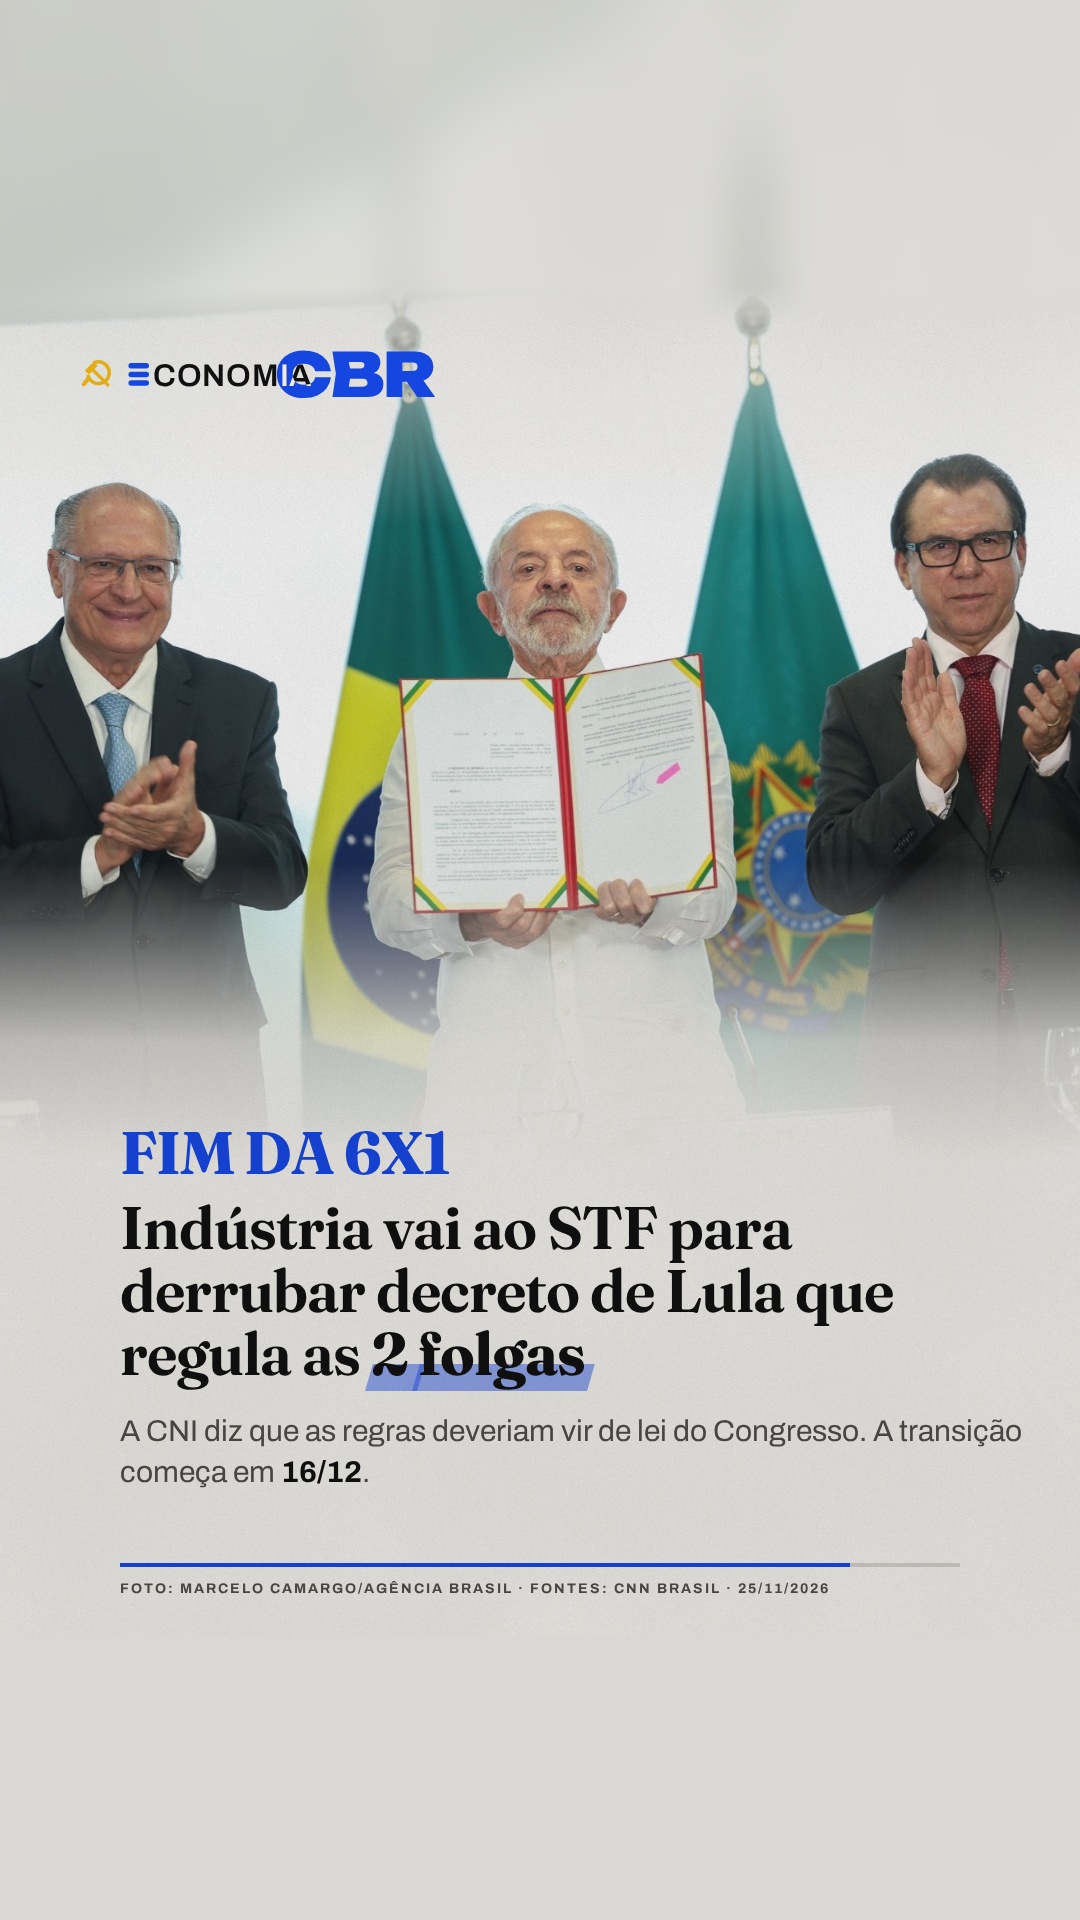 ECONOMIA CBR
FIM DA 6X1
Indústria vai ao STF para
derrubar decreto de Lula que
regula as 2 folgas
A CNI diz que as regras deveriam vir de lei do Congresso. A transição
começa em 16/12.
FOTO: MARCELO CAMARGO/AGÊNCIA BRASIL · FONTES: CNN BRASIL · 25/11/2026